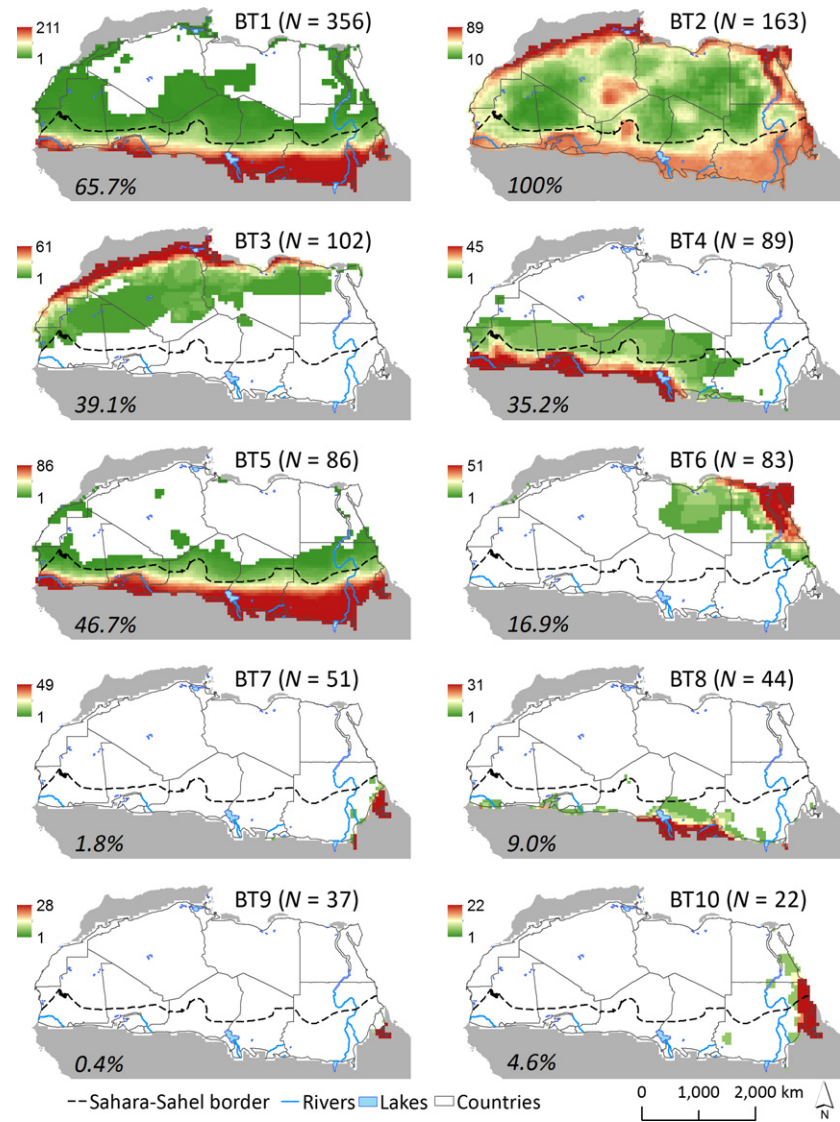 BT1 (N = 356)
211
1
65.7%
BT2 (N = 163)
89
10
100%
BT3 (N = 102)
61
1
39.1%
BT4 (N = 89)
45
1
35.2%
BT5 (N = 86)
86
1
46.7%
BT6 (N = 83)
51
1
16.9%
BT7 (N = 51)
49
1
1.8%
BT8 (N = 44)
31
1
9.0%
BT9 (N = 37)
28
1
0.4%
BT10 (N = 22)
22
1
4.6%
Sahara-Sahel border Rivers Lakes Countries
0 1,000 2,000 km
N